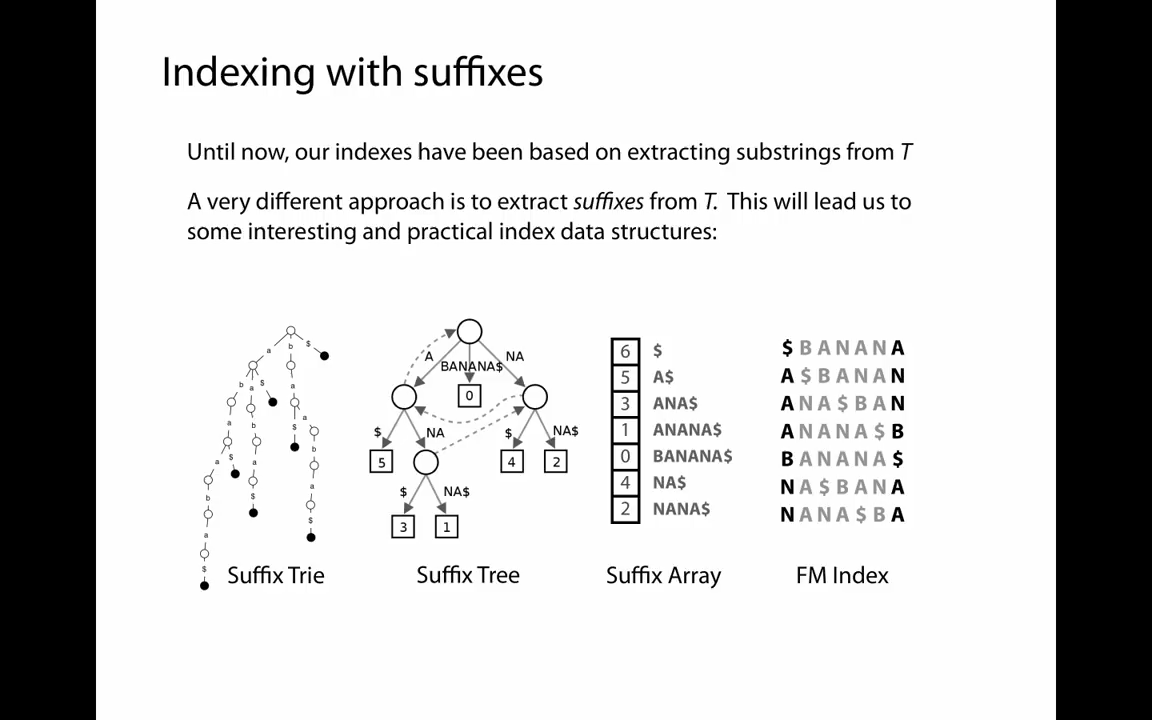 Indexing with suffixes
Until now, our indexes have been based on extracting substrings from T
A very different approach is to extract suffixes from T. This will lead us to
some interesting and practical index data structures:
a b $
b a $ a
a b $ a
a $ a b
b $ a
a $
$
Suffix Trie
A BANANA$ NA
0
$ NA $ NA$
5 4 2
$ NA$
3 1
Suffix Tree
6 $
5 A$
3 ANA$
1 ANANA$
0 BANANA$
4 NA$
2 NANA$
Suffix Array
$ B A N A N A
A $ B A N A N
A N A $ B A N
A N A N A $ B
B A N A N A $
N A $ B A N A
N A N A $ B A
FM Index